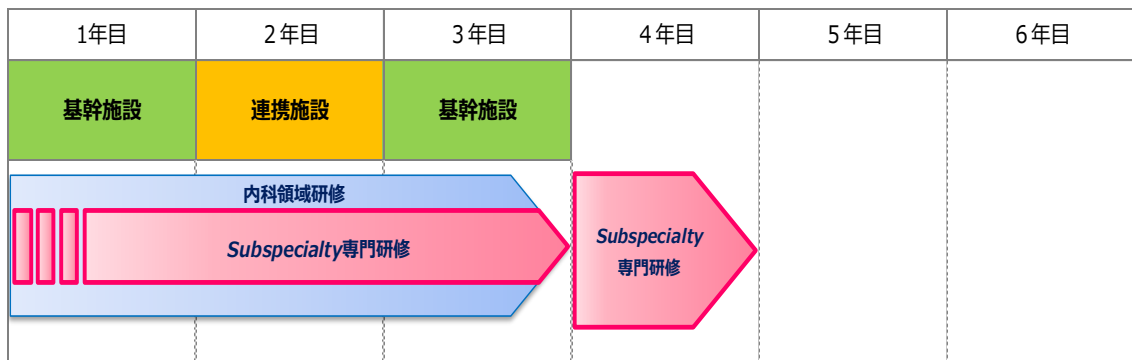 1年目 2年目 3年目 4年目 5年目 6年目
基幹施設 連携施設 基幹施設
内科領域研修
Subspecialty専門研修
Subspecialty
専門研修